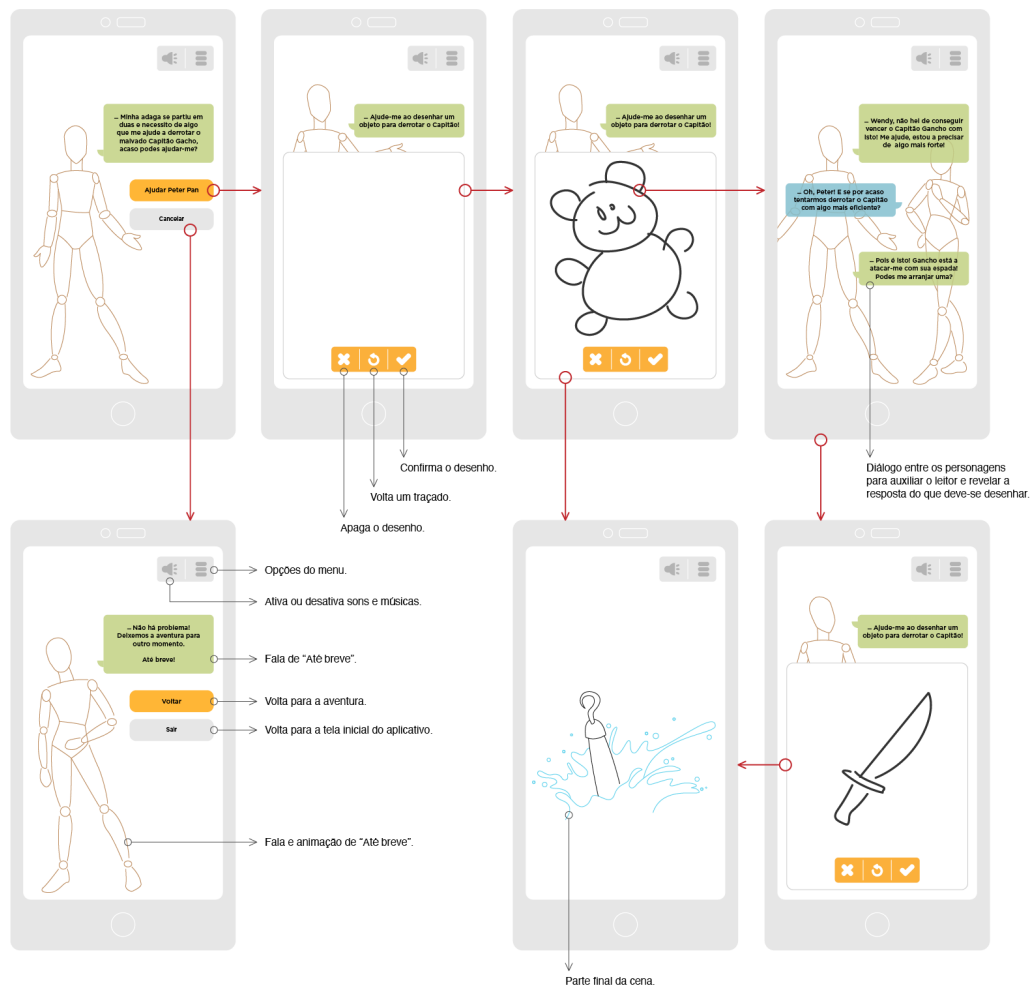 – Minha adaga se partiu em
duas e necessito de algo
que me ajude a derrotar o
malvado Capitão Gacho,
acaso podes ajudar-me?
Ajudar Peter Pan
Cancelar
– Ajude-me ao desenhar um
objeto para derrotar o Capitão!
– Ajude-me ao desenhar um
objeto para derrotar o Capitão!
– Wendy, não hei de conseguir
vencer o Capitão Gancho com
isto! Me ajude, estou a precisar
de algo mais forte!
– Oh, Peter! E se por acaso
tentarmos derrotar o Capitão
com algo mais eficiente?
– Pois é isto! Gancho está a
atacar-me com sua espada!
Podes me arranjar uma?
Confirma o desenho.
Volta um traçado.
Apaga o desenho.
Diálogo entre os personagens
para auxiliar o leitor e revelar a
resposta do que deve-se desenhar.
– Não há problema!
Deixemos a aventura para
outro momento.
Até breve!
Voltar
Sair
Opções do menu.
Ativa ou desativa sons e músicas.
Fala de “Até breve”.
Volta para a aventura.
Volta para a tela inicial do aplicativo.
Fala e animação de “Até breve”.
– Ajude-me ao desenhar um
objeto para derrotar o Capitão!
Parte final da cena.